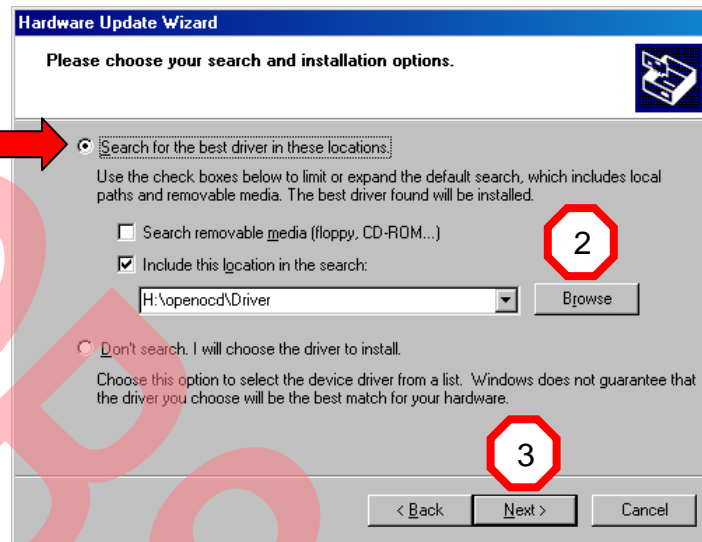 Hardware Update Wizard
Please choose your search and installation options.
Search for the best driver in these locations.
Use the check boxes below to limit or expand the default search, which includes local
paths and removable media. The best driver found will be installed.
Search removable media (floppy, CD-ROM...)
2
Include this location in the search:
H:\openocd\Driver
Browse
Don't search. I will choose the driver to install.
Choose this option to select the device driver from a list. Windows does not guarantee that
the driver you choose will be the best match for your hardware.
3
< Back
Next >
Cancel